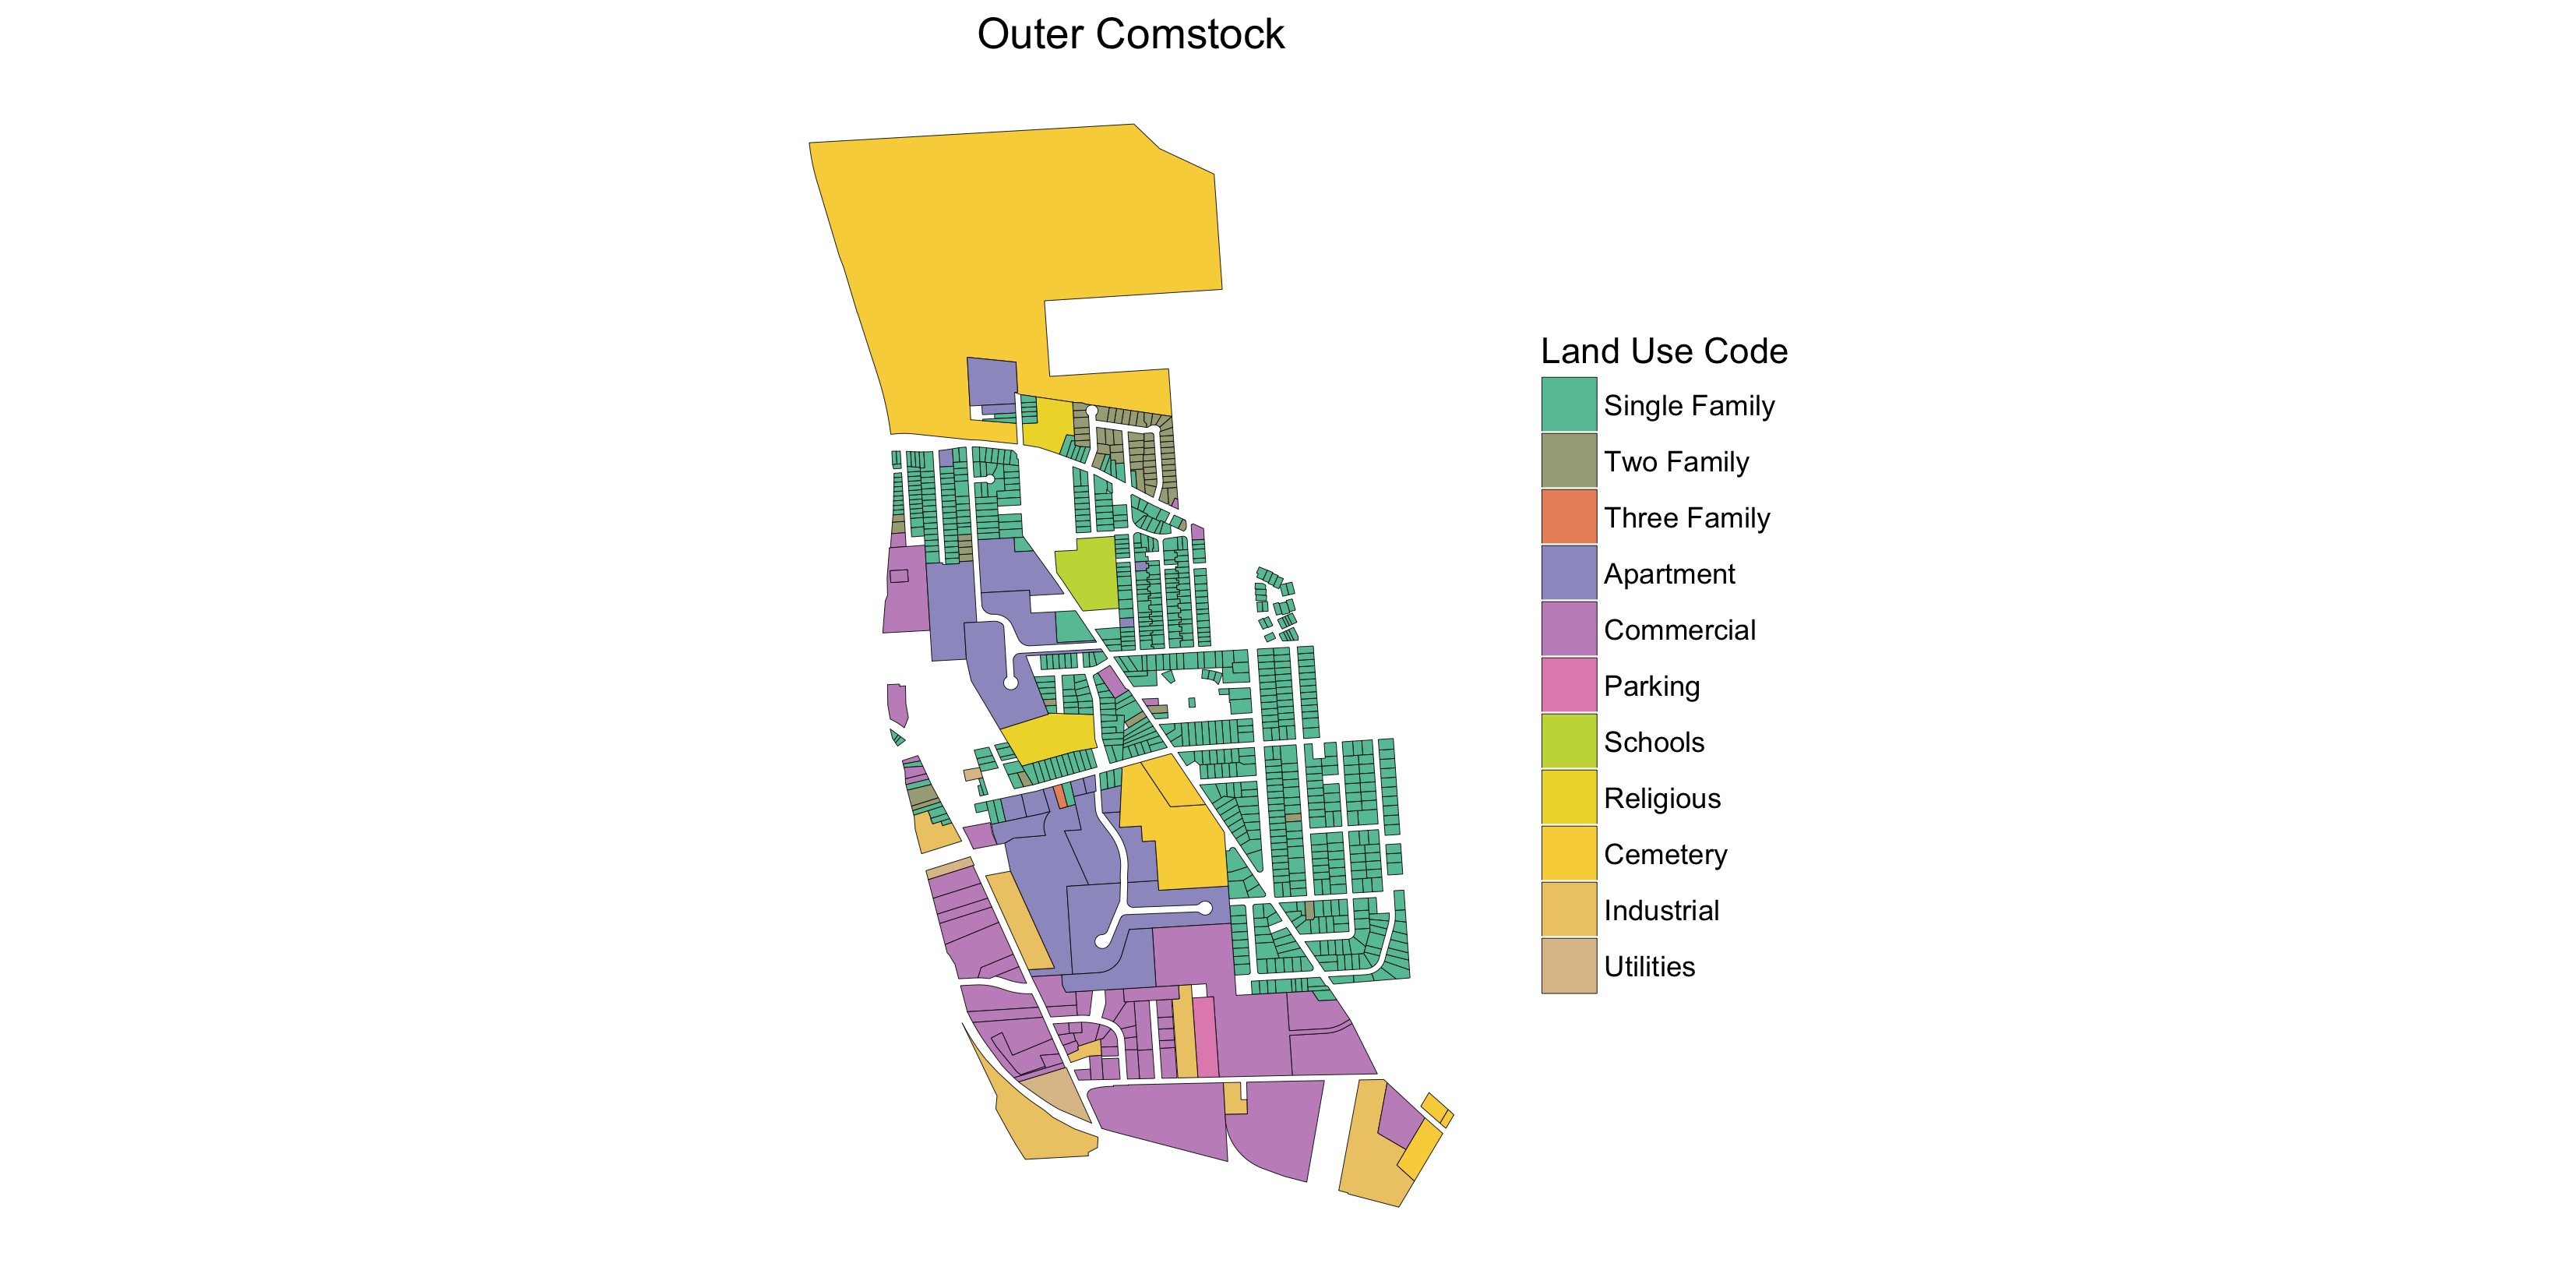 Outer Comstock
Land Use Code
Single Family
Two Family
Three Family
Apartment
Commercial
Parking
Schools
Religious
Cemetery
Industrial
Utilities